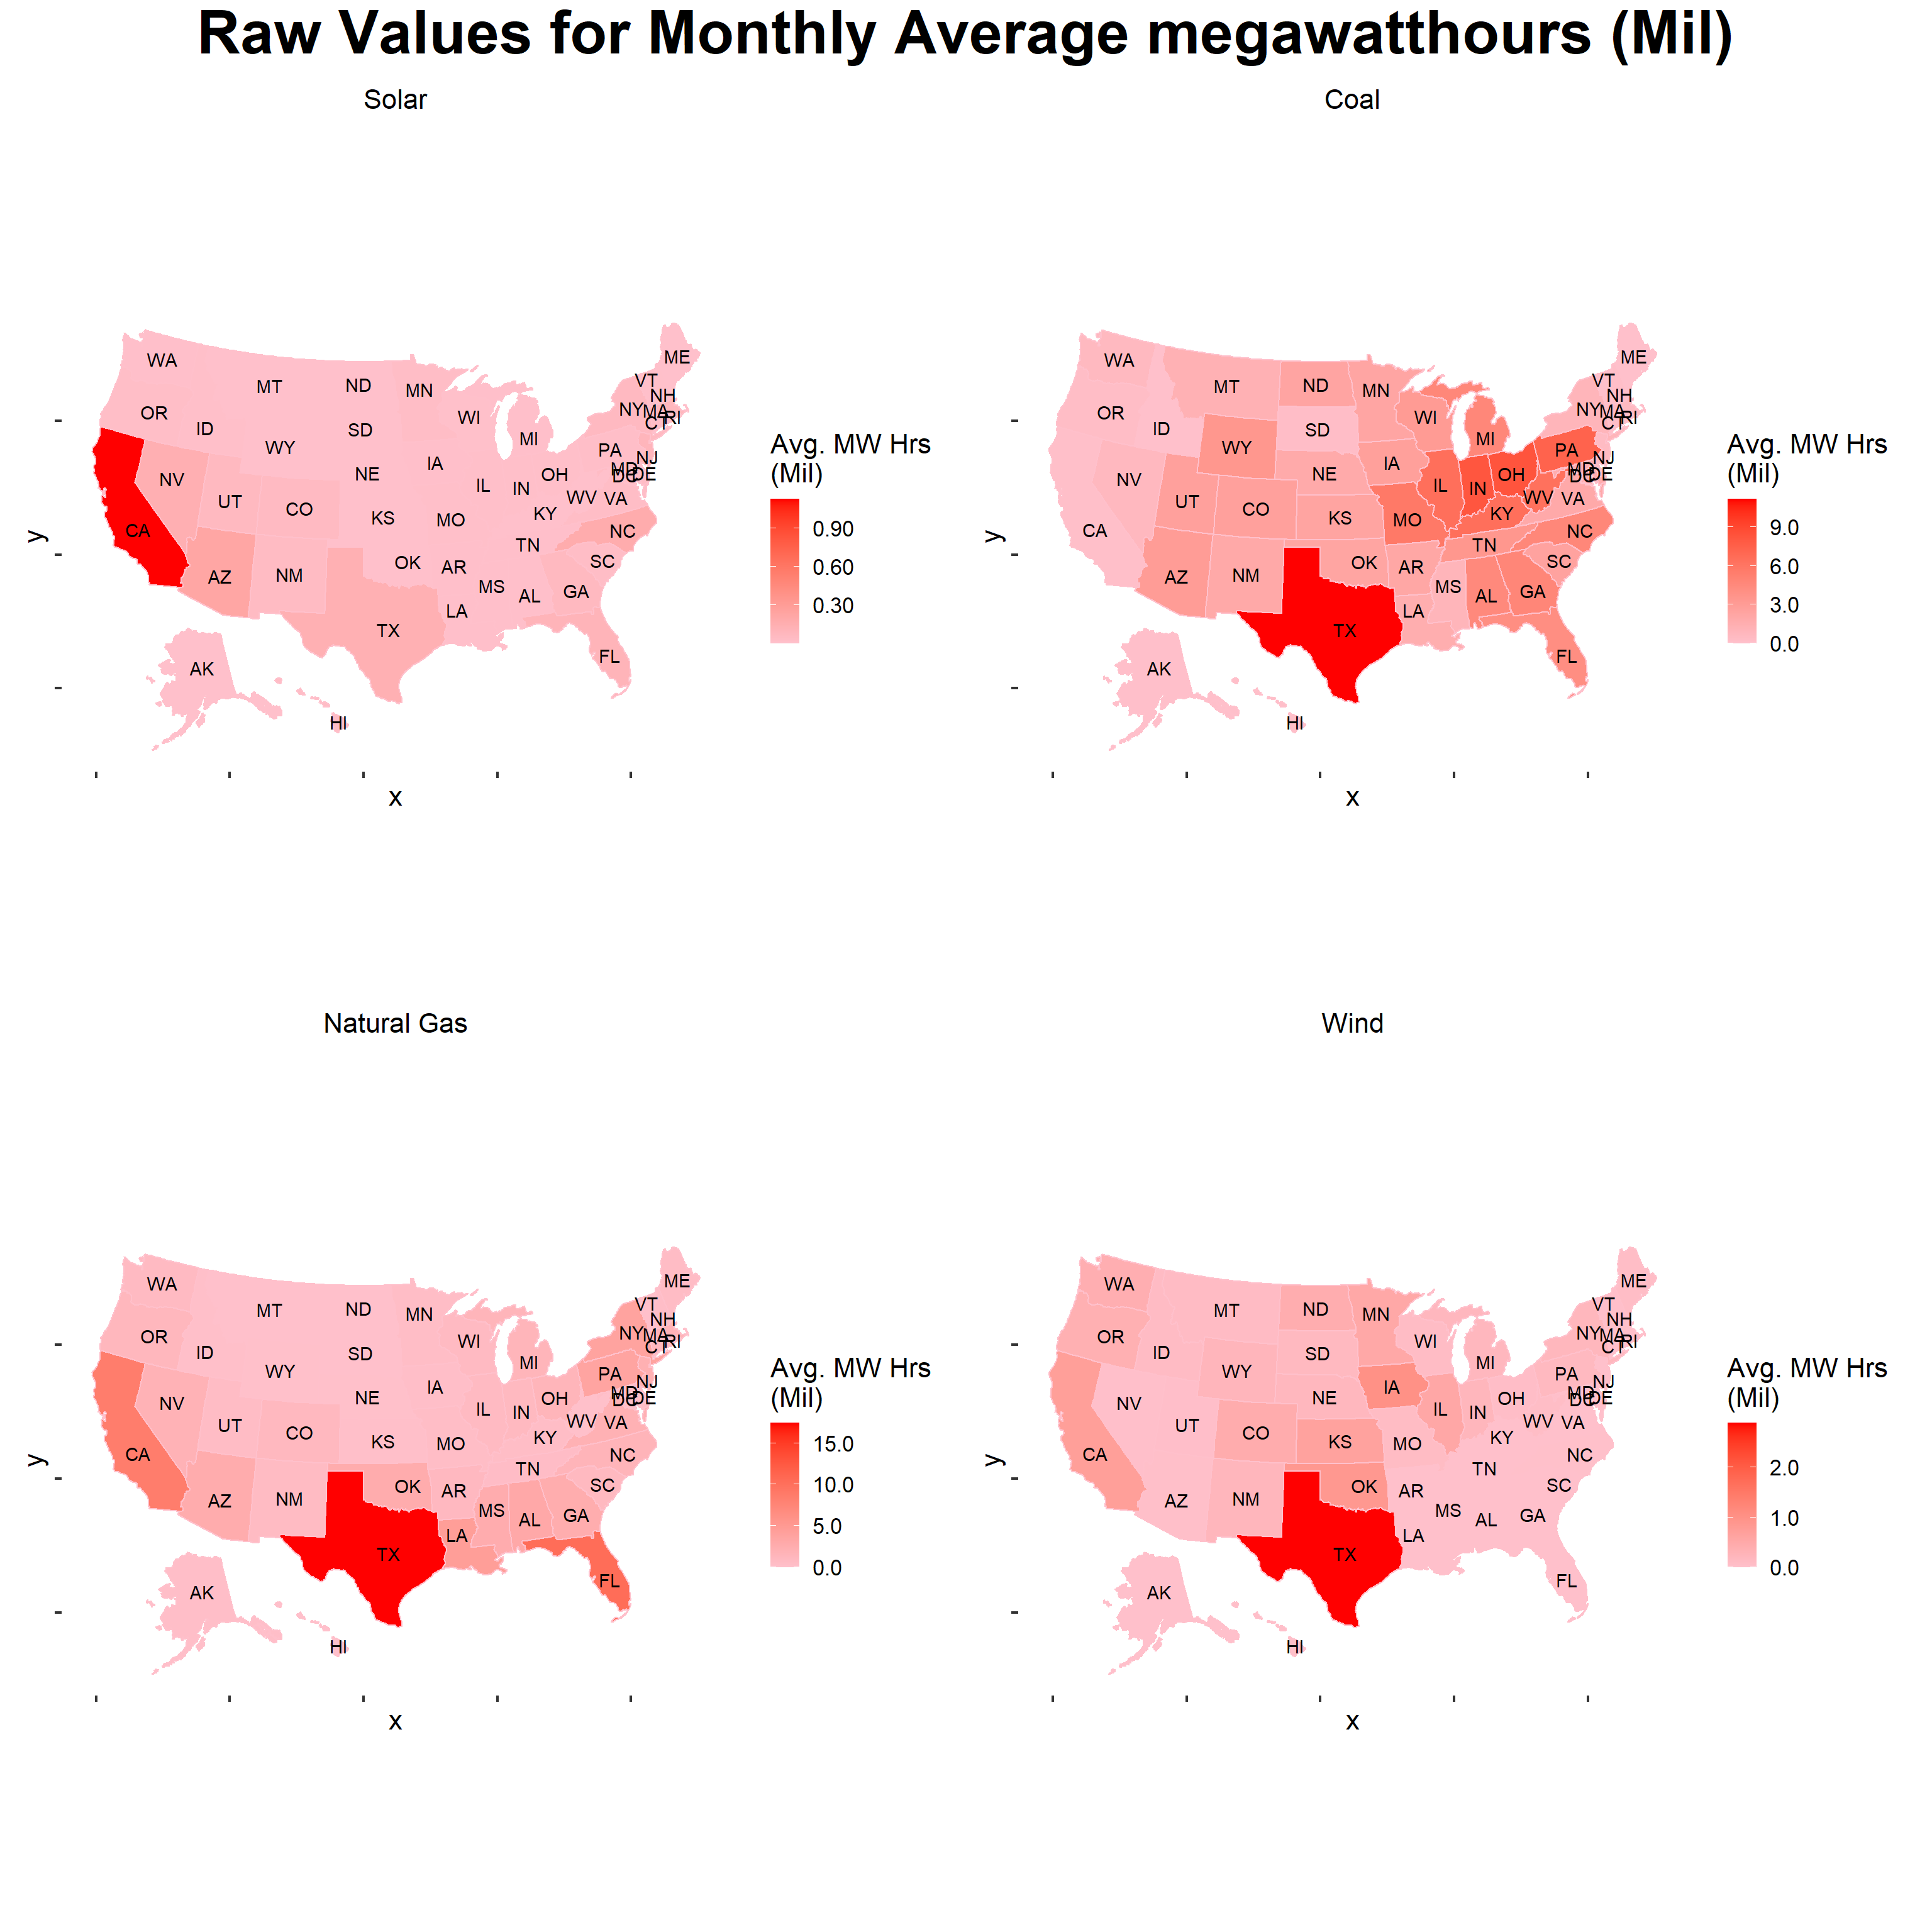 Raw Values for Monthly Average megawatthours (Mil)
Solar
WA
MT
ND
MN
ME
VT
NH
OR
ID
SD
WI
NY
MA
CT
RI
MI
WY
NV
UT
CO
NE
IA
IL
IN
OH
PA
NJ
MD
DC
DE
WV
VA
CA
KS
MO
KY
NC
TN
AZ
NM
OK
AR
SC
MS
AL
GA
TX
LA
AK
FL
HI
y
x
Avg. MW Hrs
(Mil)
0.90
0.60
0.30
Coal
WA
MT
ND
MN
ME
VT
NH
OR
ID
SD
WI
NY
MA
CT
RI
MI
WY
NV
UT
CO
NE
IA
IL
IN
OH
PA
NJ
MD
DC
DE
WV
VA
CA
KS
MO
KY
NC
TN
AZ
NM
OK
AR
SC
MS
AL
GA
TX
LA
AK
FL
HI
y
x
Avg. MW Hrs
(Mil)
9.0
6.0
3.0
0.0
Natural Gas
WA
MT
ND
MN
ME
VT
NH
OR
ID
SD
WI
NY
MA
CT
RI
MI
WY
NV
UT
CO
NE
IA
IL
IN
OH
PA
NJ
MD
DC
DE
WV
VA
CA
KS
MO
KY
NC
TN
AZ
NM
OK
AR
SC
MS
AL
GA
TX
LA
AK
FL
HI
y
x
Avg. MW Hrs
(Mil)
15.0
10.0
5.0
0.0
Wind
WA
MT
ND
MN
ME
VT
NH
OR
ID
SD
WI
NY
MA
CT
RI
MI
WY
NV
UT
CO
NE
IA
IL
IN
OH
PA
NJ
MD
DC
DE
WV
VA
CA
KS
MO
KY
NC
TN
AZ
NM
OK
AR
SC
MS
AL
GA
TX
LA
AK
FL
HI
y
x
Avg. MW Hrs
(Mil)
2.0
1.0
0.0